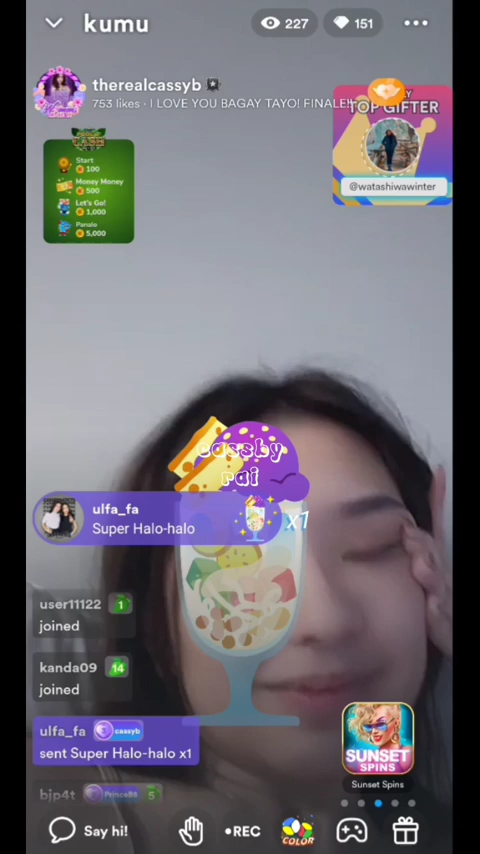 kumu
227
151
therealcassyb
753 likes · I LOVE YOU BAGAY TAYO! FINALE!!
TOP GIFTER
@watashiwawinter
Start
100
Money Money
500
Let's Go!
1,000
Panalo
5,000
cassby
rai
ulfa_fa
Super Halo-halo
x1
user11122 1
joined
kanda09 14
joined
ulfa_fa cassyb
sent Super Halo-halo x1
bjp4t 5
SUNSET
SPINS
Sunset Spins
Say hi!
•REC
COLOR